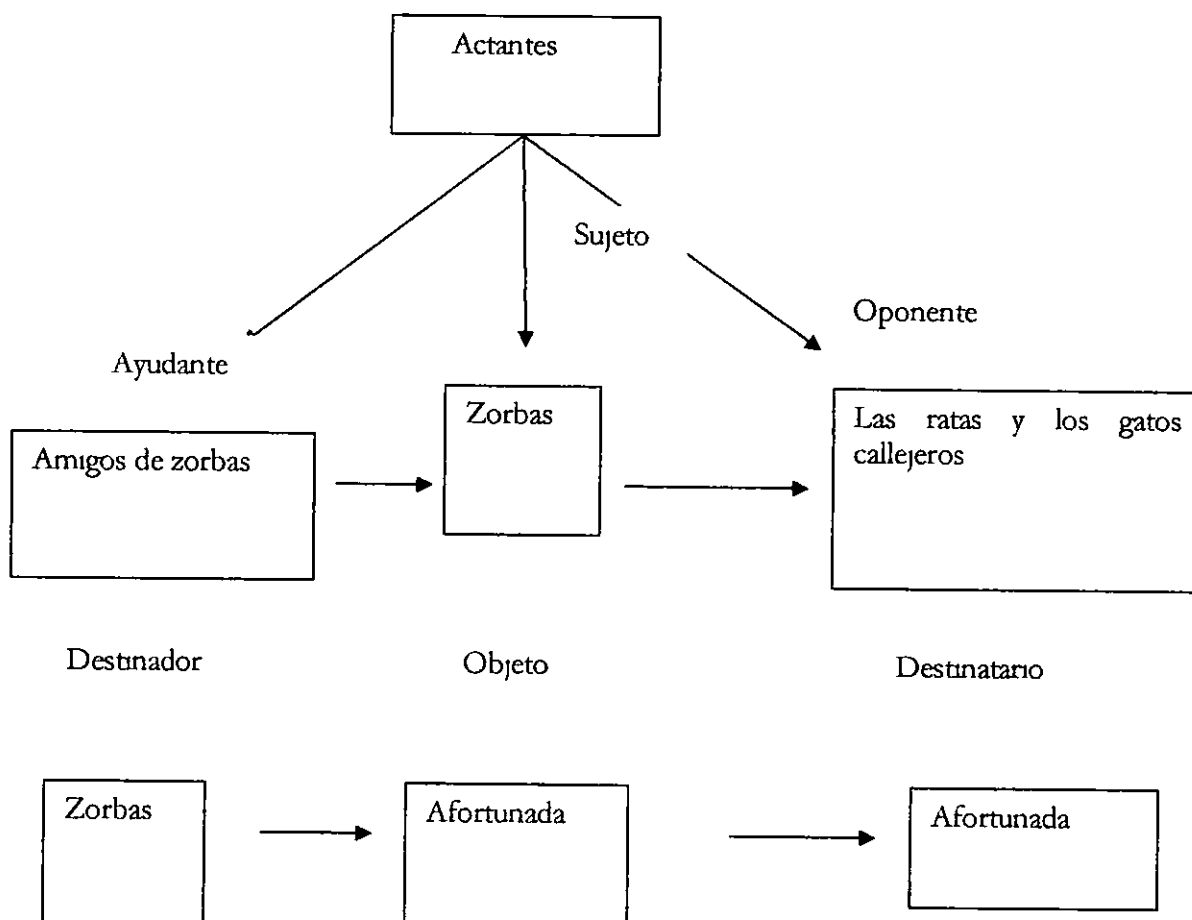 Actantes
Sujeto
Oponente
Ayudante
Zorbas
Las ratas y los gatos
callejeros
Amigos de zorbas
Destinador
Objeto
Destinatario
Zorbas
Afortunada
Afortunada